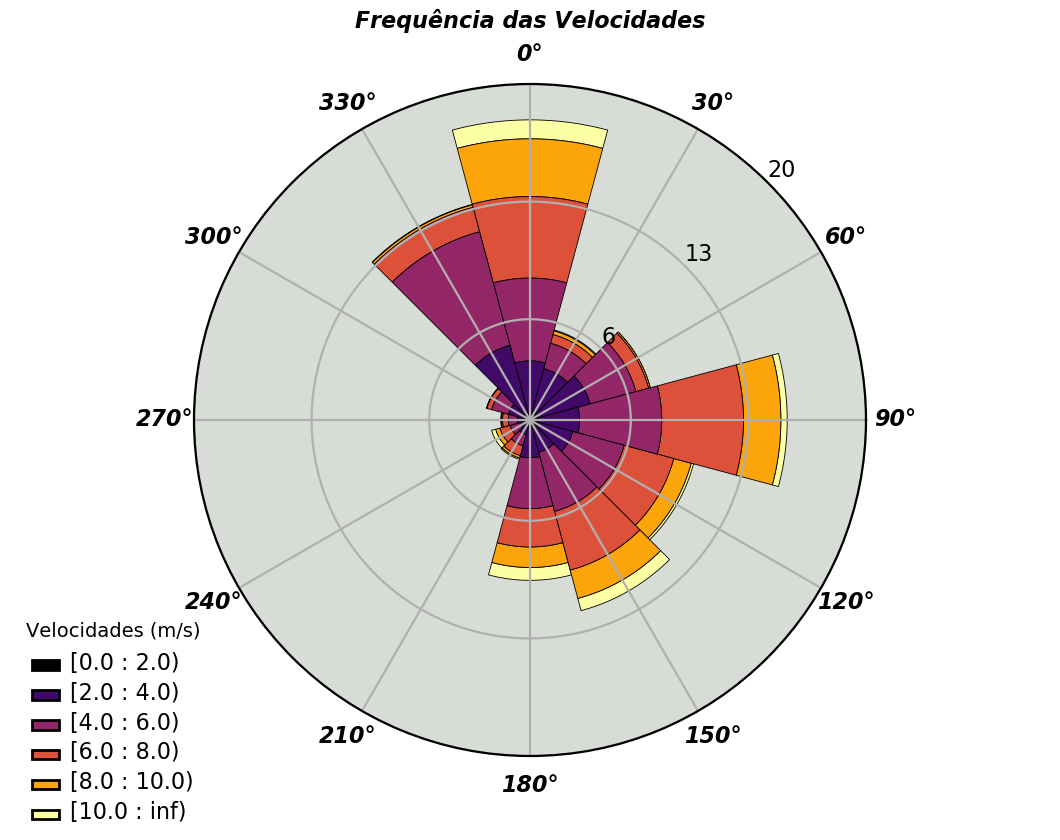 Frequência das Velocidades
0°
330°
30°
20
300°
60°
13
6
270°
90°
240°
120°
210°
150°
180°
Velocidades (m/s)
[0.0 : 2.0)
[2.0 : 4.0)
[4.0 : 6.0)
[6.0 : 8.0)
[8.0 : 10.0)
[10.0 : inf)